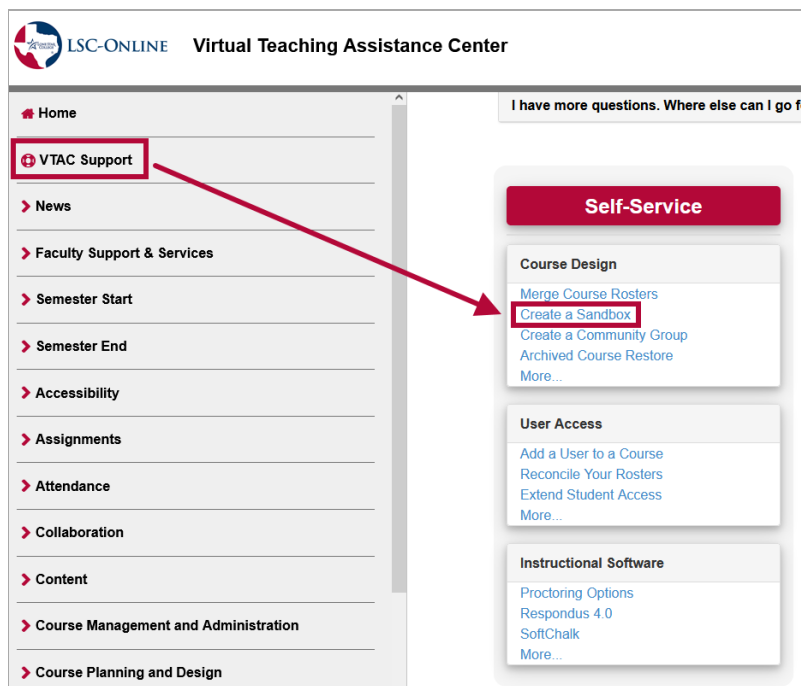 LSC-ONLINE Virtual Teaching Assistance Center
Home
VTAC Support
News
Faculty Support & Services
Semester Start
Semester End
Accessibility
Assignments
Attendance
Collaboration
Content
Course Management and Administration
Course Planning and Design
I have more questions. Where else can I go f
Self-Service
Course Design
Merge Course Rosters
Create a Sandbox
Create a Community Group
Archived Course Restore
More...
User Access
Add a User to a Course
Reconcile Your Rosters
Extend Student Access
More...
Instructional Software
Proctoring Options
Respondus 4.0
SoftChalk
More...